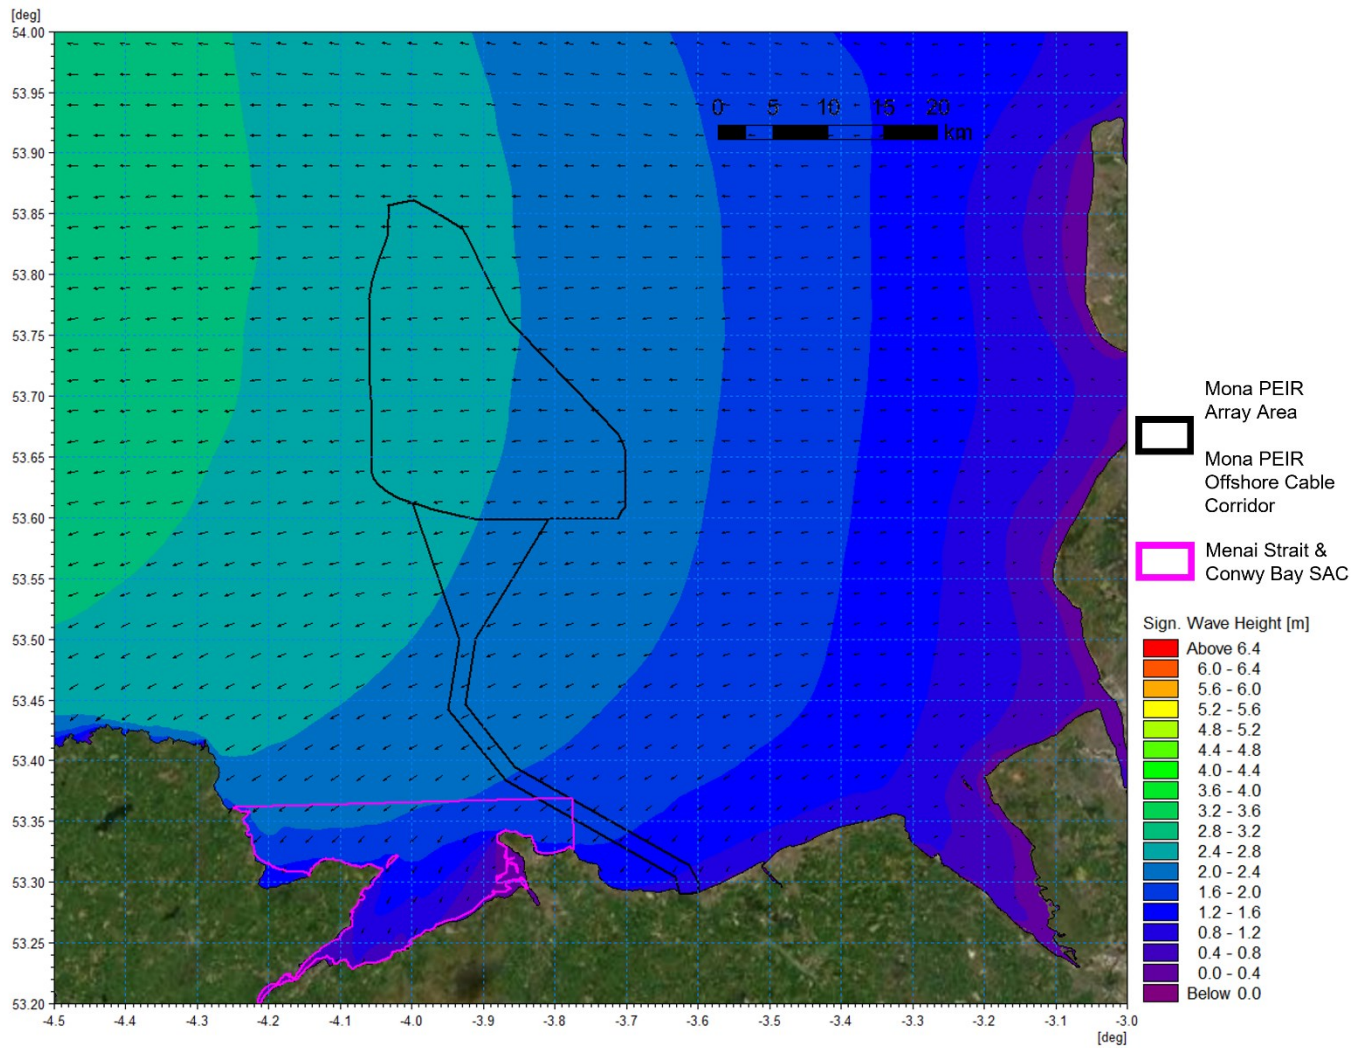 [deg]
54.00
53.95
53.90
53.85
53.80
53.75
53.70
53.65
53.60
53.55
53.50
53.45
53.40
53.35
53.30
53.25
53.20
-4.5 -4.4 -4.3 -4.2 -4.1 -4.0 -3.9 -3.8 -3.7 -3.6 -3.5 -3.4 -3.3 -3.2 -3.1 -3.0
[deg]
0 5 10 15 20
km
Mona PEIR
Array Area
Mona PEIR
Offshore Cable
Corridor
Menai Strait &
Conwy Bay SAC
Sign. Wave Height [m]
Above 6.4
6.0 - 6.4
5.6 - 6.0
5.2 - 5.6
4.8 - 5.2
4.4 - 4.8
4.0 - 4.4
3.6 - 4.0
3.2 - 3.6
2.8 - 3.2
2.4 - 2.8
2.0 - 2.4
1.6 - 2.0
1.2 - 1.6
0.8 - 1.2
0.4 - 0.8
0.0 - 0.4
Below 0.0